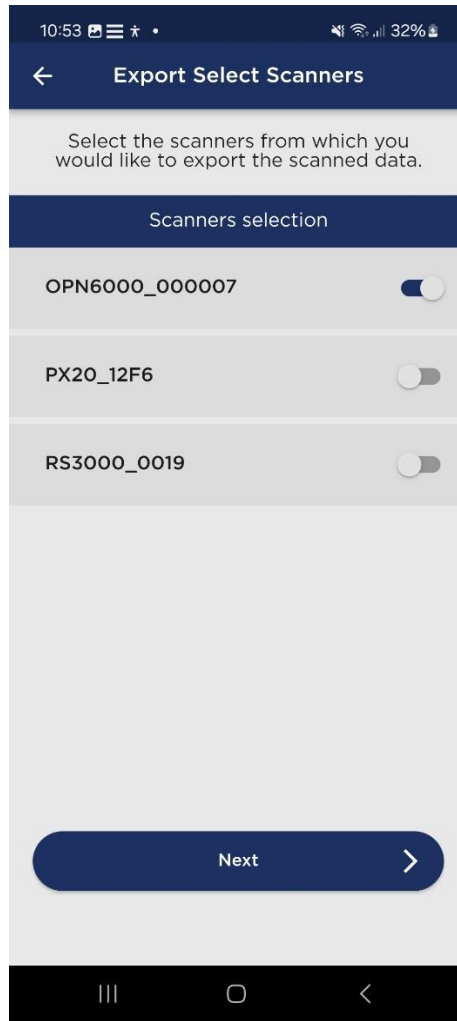 10:53 32%
Export Select Scanners
Select the scanners from which you
would like to export the scanned data.
Scanners selection
OPN6000_000007
PX20_12F6
RS3000_0019
Next